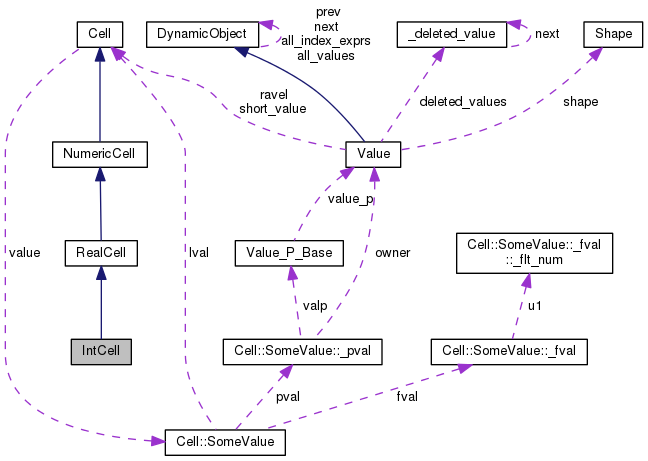 prev
next
all_index_exprs
all_values
Cell
DynamicObject
_deleted_value
next
Shape
ravel
short_value
deleted_values
shape
NumericCell
Value
value_p
value
RealCell
lval
Value_P_Base
owner
Cell::SomeValue::_fval
::_flt_num
valp
u1
IntCell
Cell::SomeValue::_pval
Cell::SomeValue::_fval
pval
fval
Cell::SomeValue